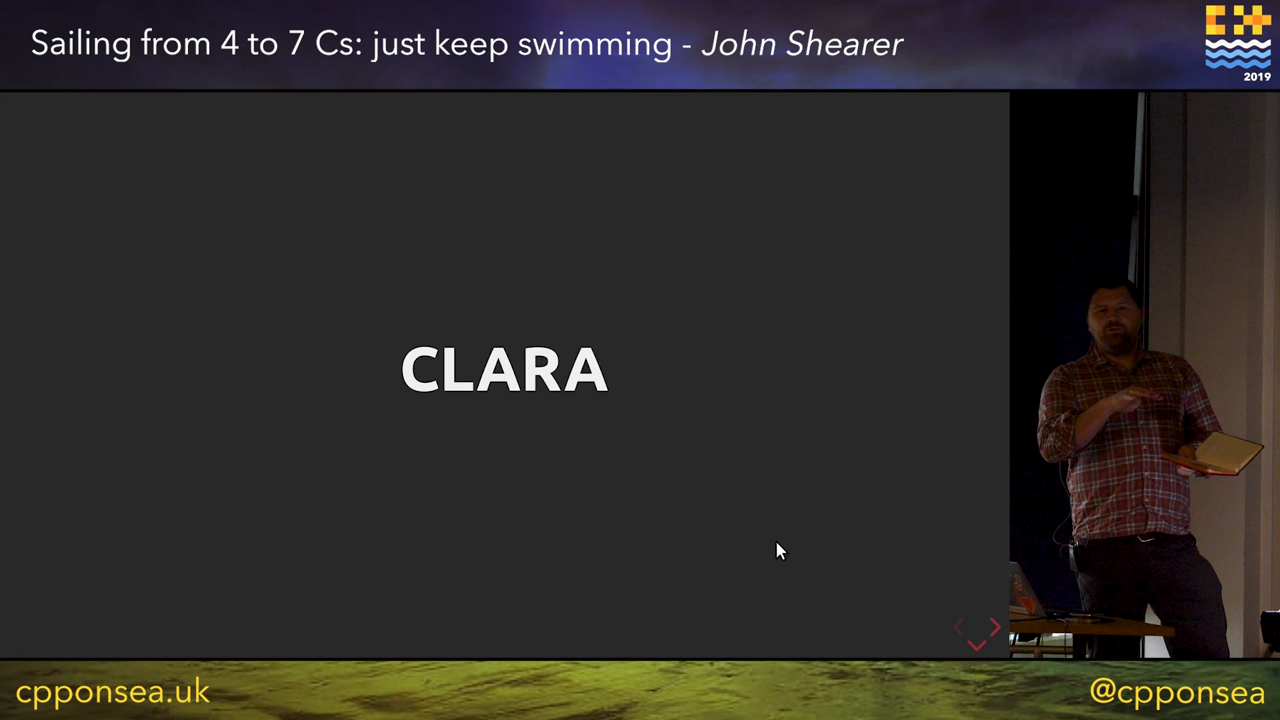 Sailing from 4 to 7 Cs: just keep swimming - John Shearer
2019
CLARA
cpponsea.uk
@cpponsea